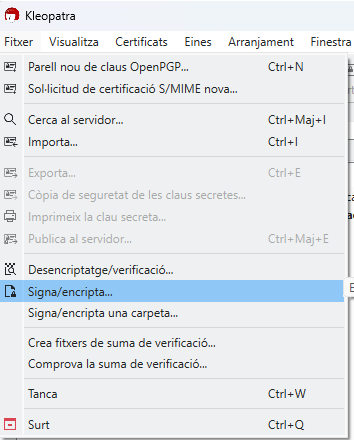 Kleopatra
Fitxer Visualitza Certificats Eines Arranjament Finestra
Parell nou de claus OpenPGP... Ctrl+N
Sol·licitud de certificació S/MIME nova...
Cerca al servidor... Ctrl+Maj+I
Importa... Ctrl+I
Exporta... Ctrl+E
Còpia de seguretat de les claus secretes...
Imprimeix la clau secreta...
Publica al servidor... Ctrl+Maj+E
Desencriptatge/verificació...
Signa/encripta...
Signa/encripta una carpeta...
Crea fitxers de suma de verificació...
Comprova la suma de verificació...
Tanca Ctrl+W
Surt Ctrl+Q